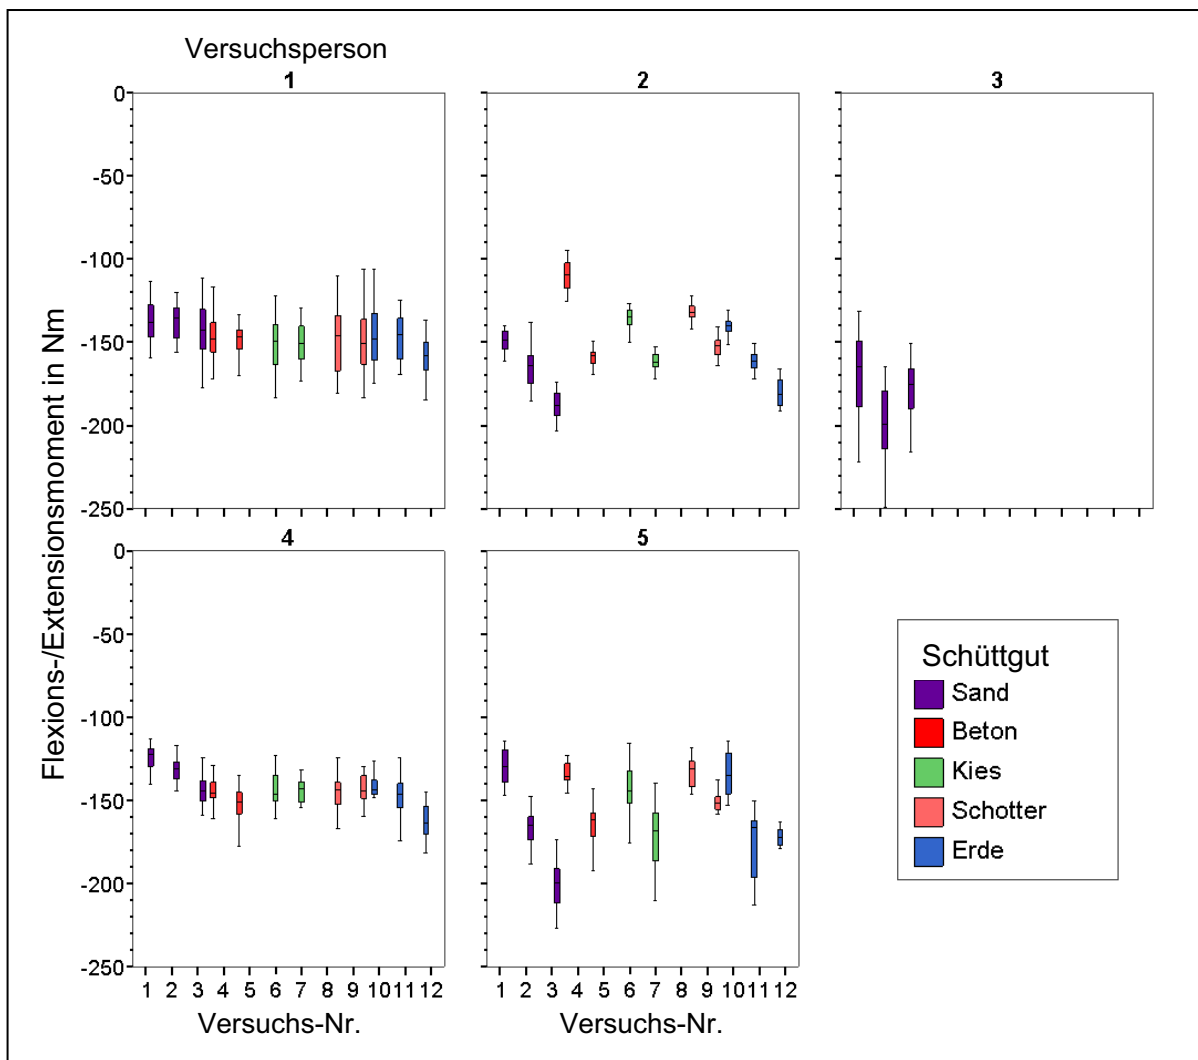 Versuchsperson
1
2
3
0
-50
-100
-150
-200
-250
4
5
0
-50
-100
-150
-200
-250
Flexions-/Extensionsmoment in Nm
1 2 3 4 5 6 7 8 9 10 11 12
1 2 3 4 5 6 7 8 9 10 11 12
Versuchs-Nr.
Versuchs-Nr.
Schüttgut
Sand
Beton
Kies
Schotter
Erde